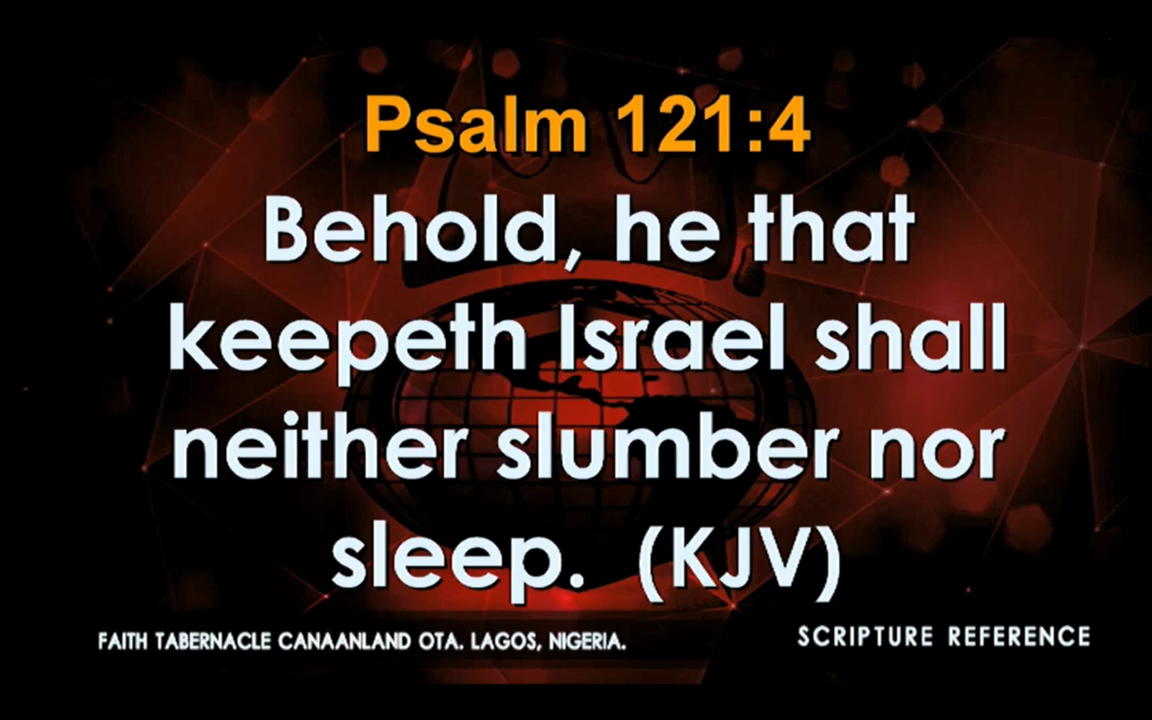 Psalm 121:4
Behold, he that
keepeth Israel shall
neither slumber nor
sleep. (KJV)
FAITH TABERNACLE CANAANLAND OTA. LAGOS, NIGERIA.
SCRIPTURE REFERENCE